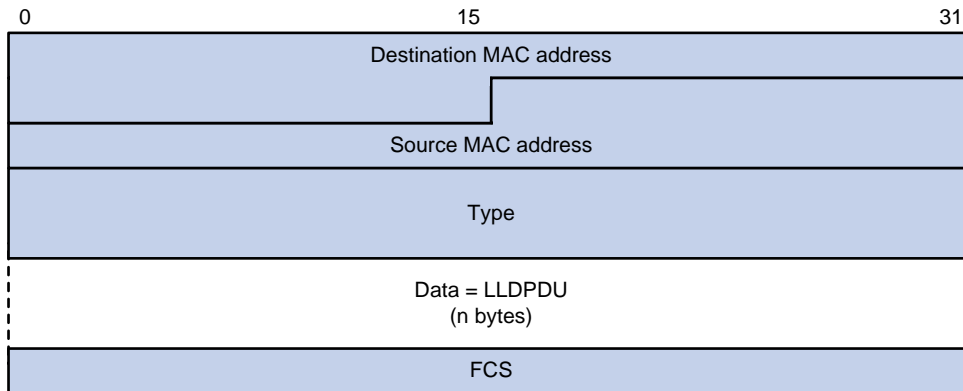 0 15 31
Destination MAC address
Source MAC address
Type
Data = LLDPDU
(n bytes)
FCS